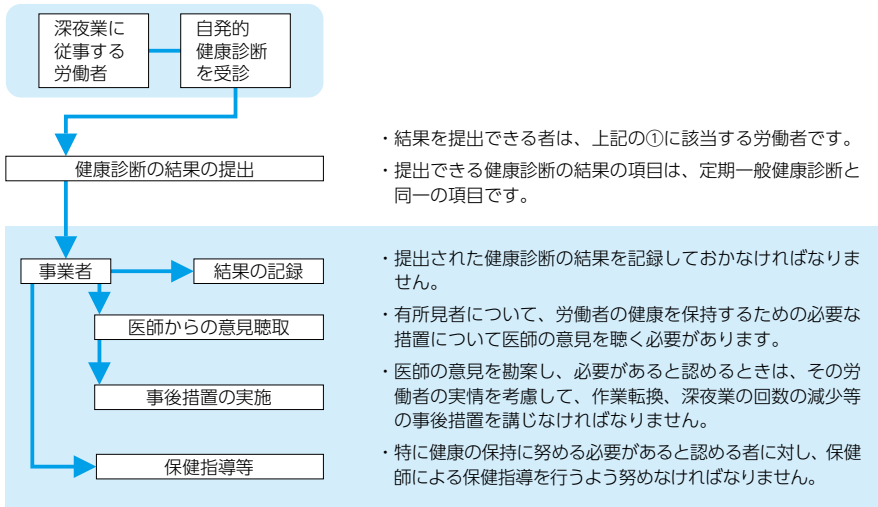 深夜業に
従事する
労働者
自発的
健康診断
を受診
健康診断の結果の提出
・結果を提出できる者は、上記の①に該当する労働者です。
・提出できる健康診断の結果の項目は、定期一般健康診断と
同一の項目です。
事業者
結果の記録
医師からの意見聴取
事後措置の実施
保健指導等
・提出された健康診断の結果を記録しておかなければなりま
せん。
・有所見者について、労働者の健康を保持するための必要な
措置について医師の意見を聴く必要があります。
・医師の意見を勘案し、必要があると認めるときは、その労
働者の実情を考慮して、作業転換、深夜業の回数の減少等
の事後措置を講じなければなりません。
・特に健康の保持に努める必要があると認める者に対し、保健
師による保健指導を行うよう努めなければなりません。